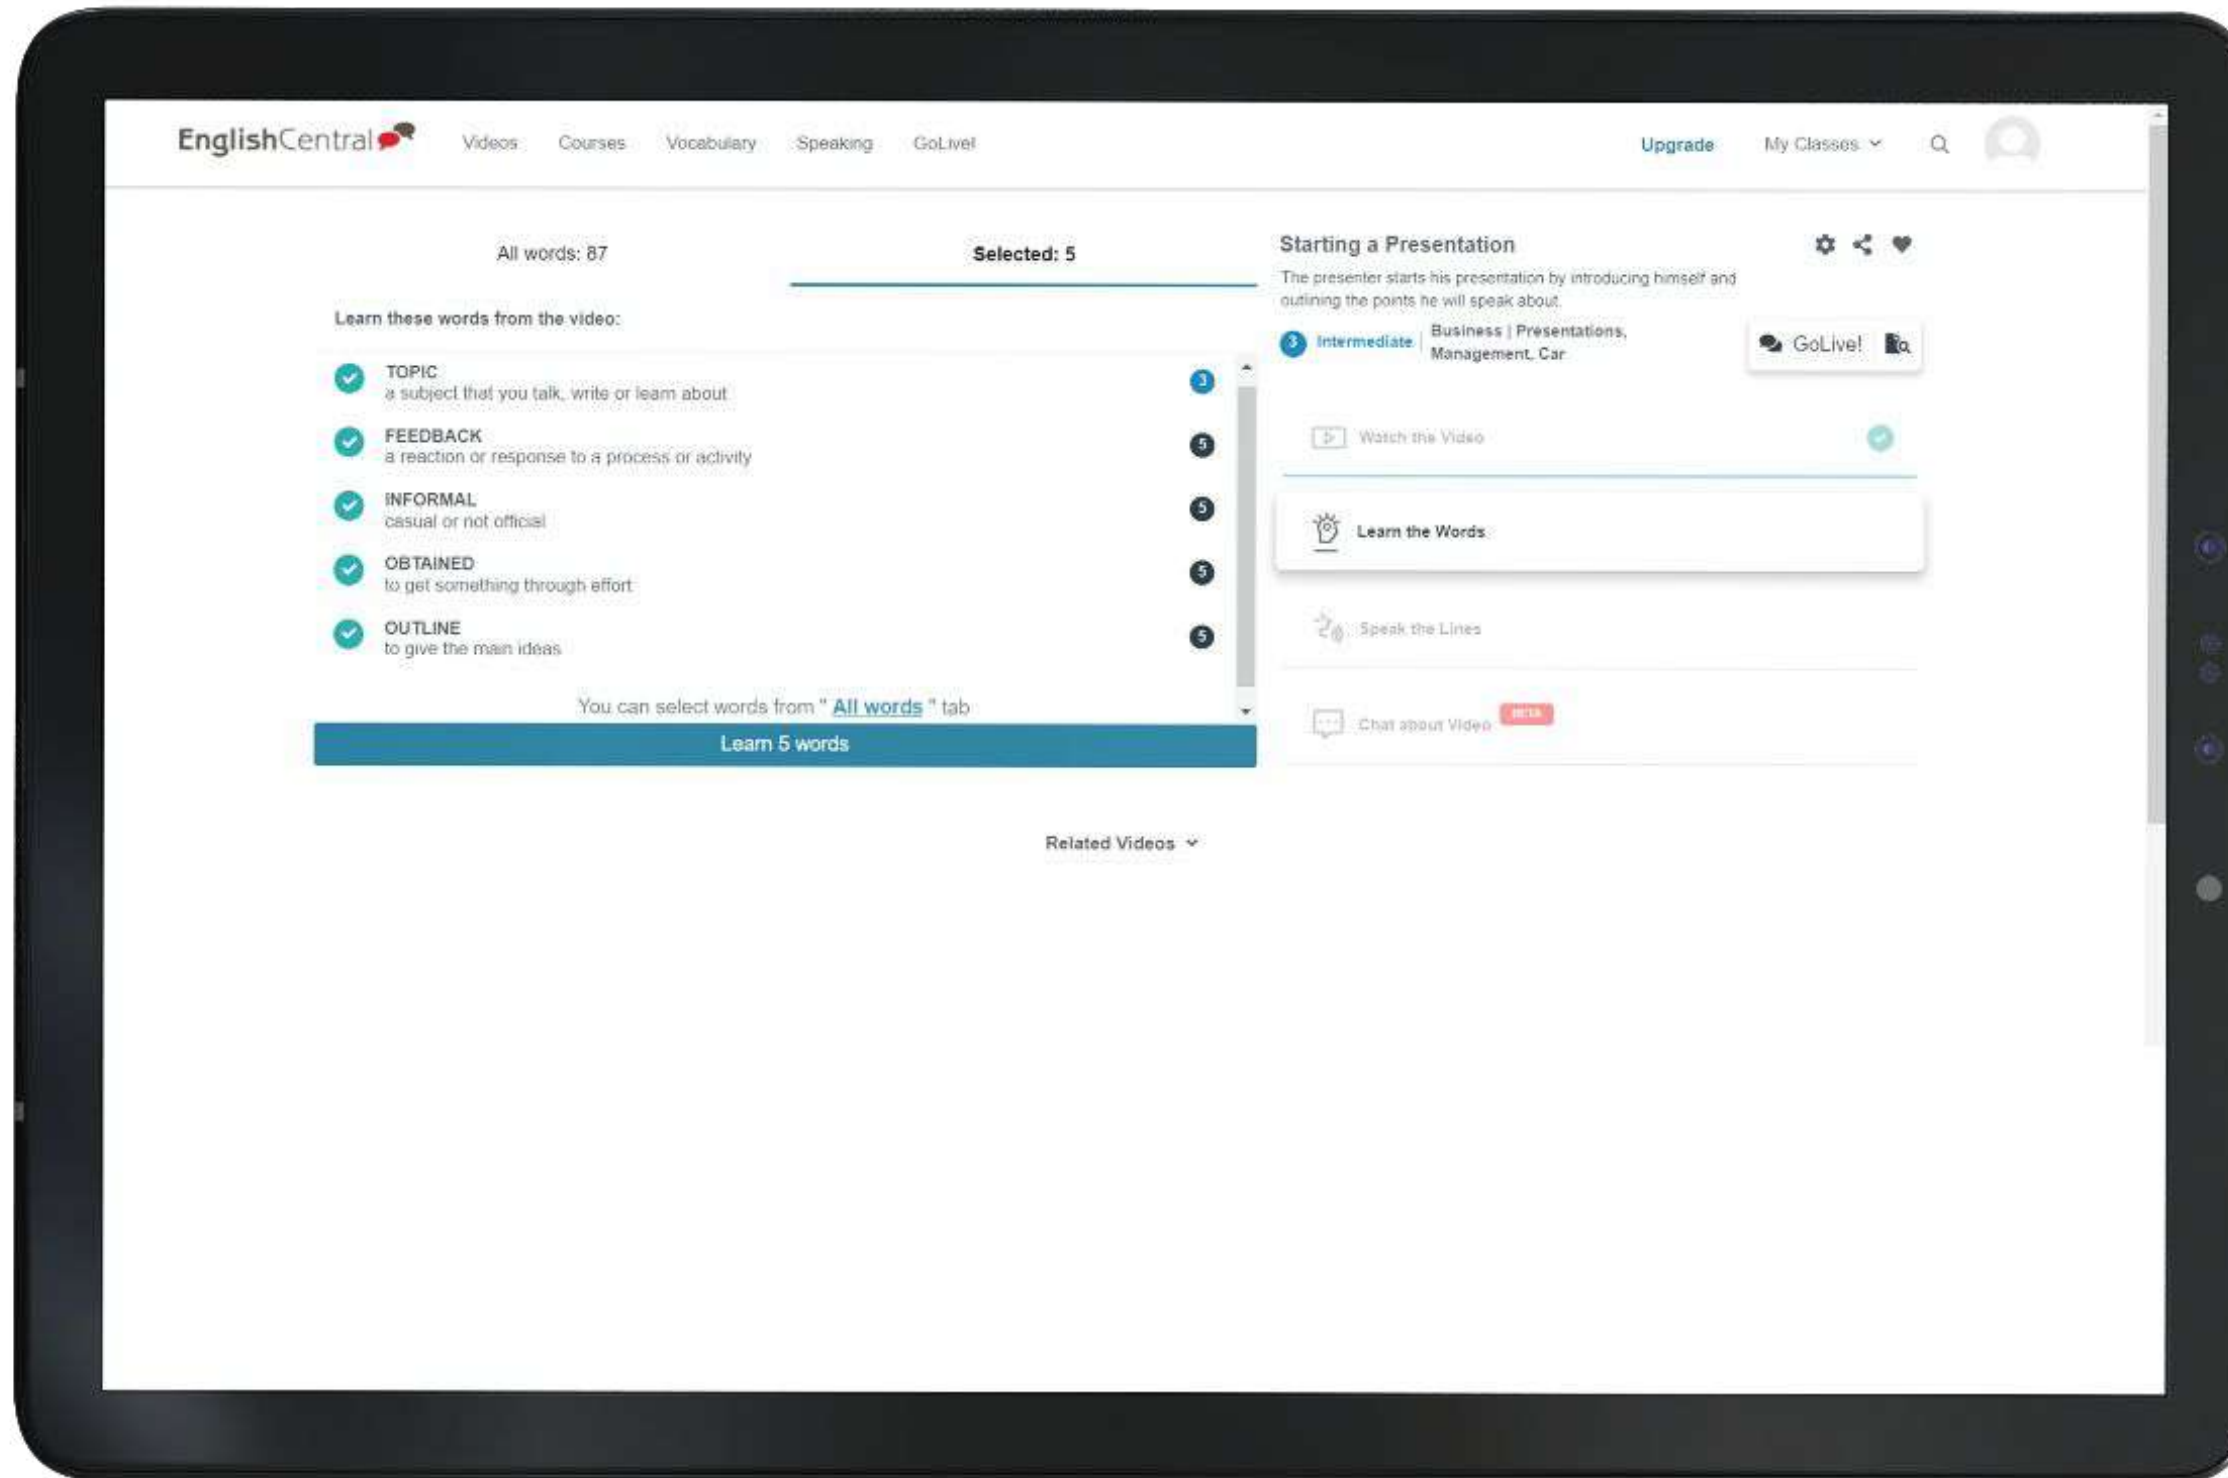 EnglishCentral
Videos Courses Vocabulary Speaking GoLive!
Upgrade My Classes
All words: 87
Selected: 5
Learn these words from the video:
TOPIC
a subject that you talk, write or learn about
3
FEEDBACK
a reaction or response to a process or activity
5
INFORMAL
casual or not official
5
OBTAINED
to get something through effort
5
OUTLINE
to give the main ideas
5
You can select words from " All words " tab
Learn 5 words
Starting a Presentation
The presenter starts his presentation by introducing himself and
outlining the points he will speak about.
3 Intermediate
Business | Presentations,
Management, Car
GoLive!
Watch the Video
Learn the Words
Speak the Lines
Chat about Video BETA
Related Videos